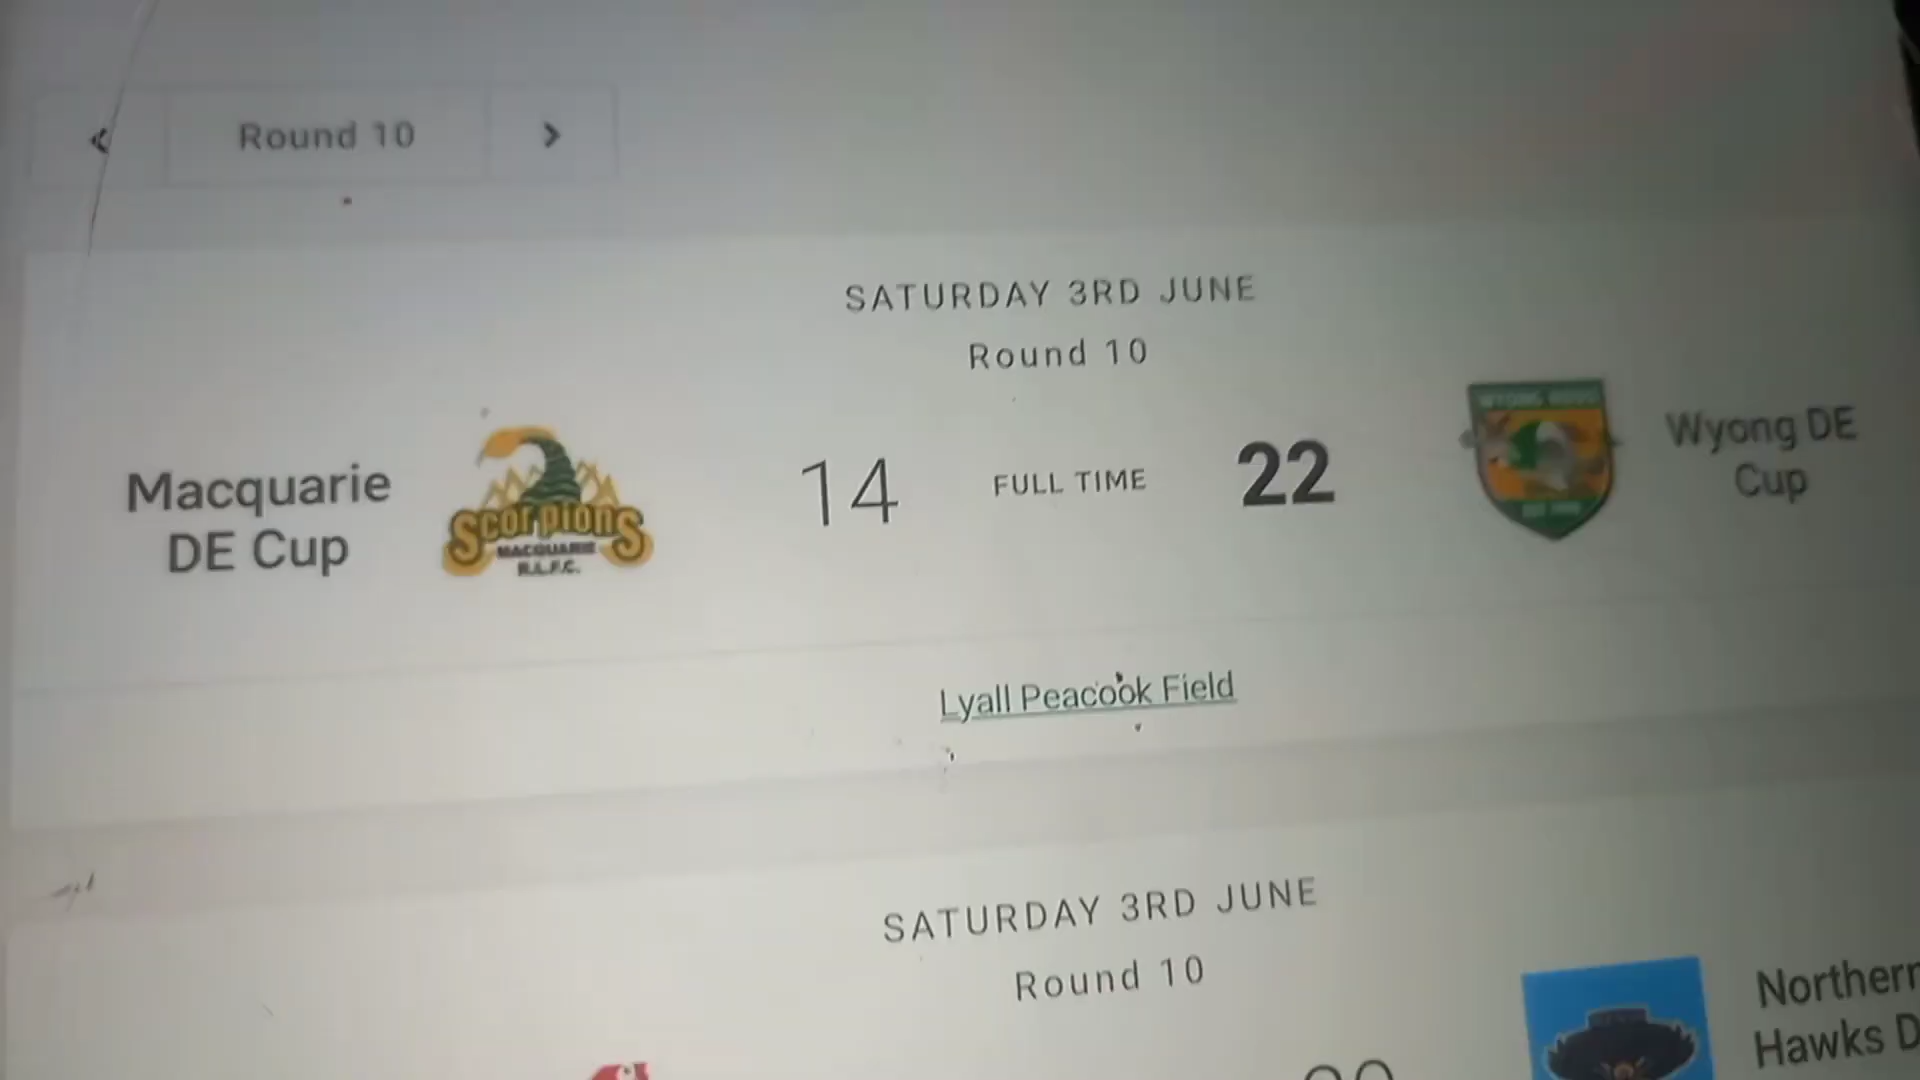 Round 10
SATURDAY 3RD JUNE
Round 10
Macquarie
DE Cup
Scorpions
MACQUARIE
R.L.F.C.
14
FULL TIME
22
Wyong DE
Cup
Lyall Peacock Field
SATURDAY 3RD JUNE
Round 10
Northern
Hawks D